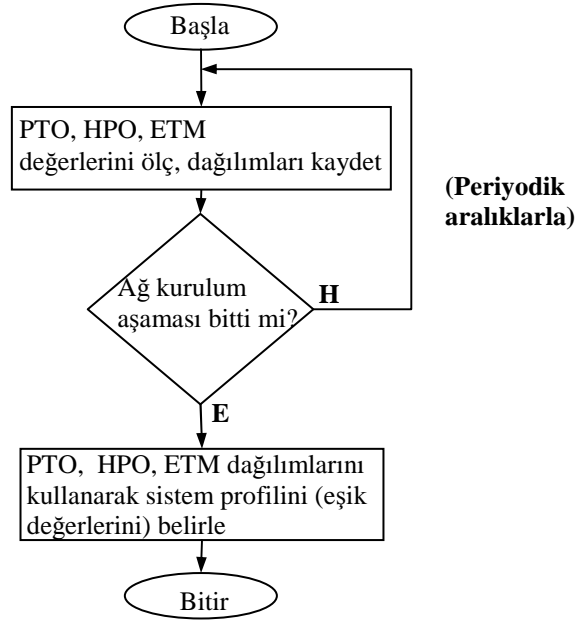 Başla
PTO, HPO, ETM
değerlerini ölç, dağılımları kaydet
(Periyodik
aralıklarla)
Ağ kurulum
aşaması bitti mi?
H
E
PTO, HPO, ETM dağılımlarını
kullanarak sistem profilini (eşik
değerlerini) belirle
Bitir